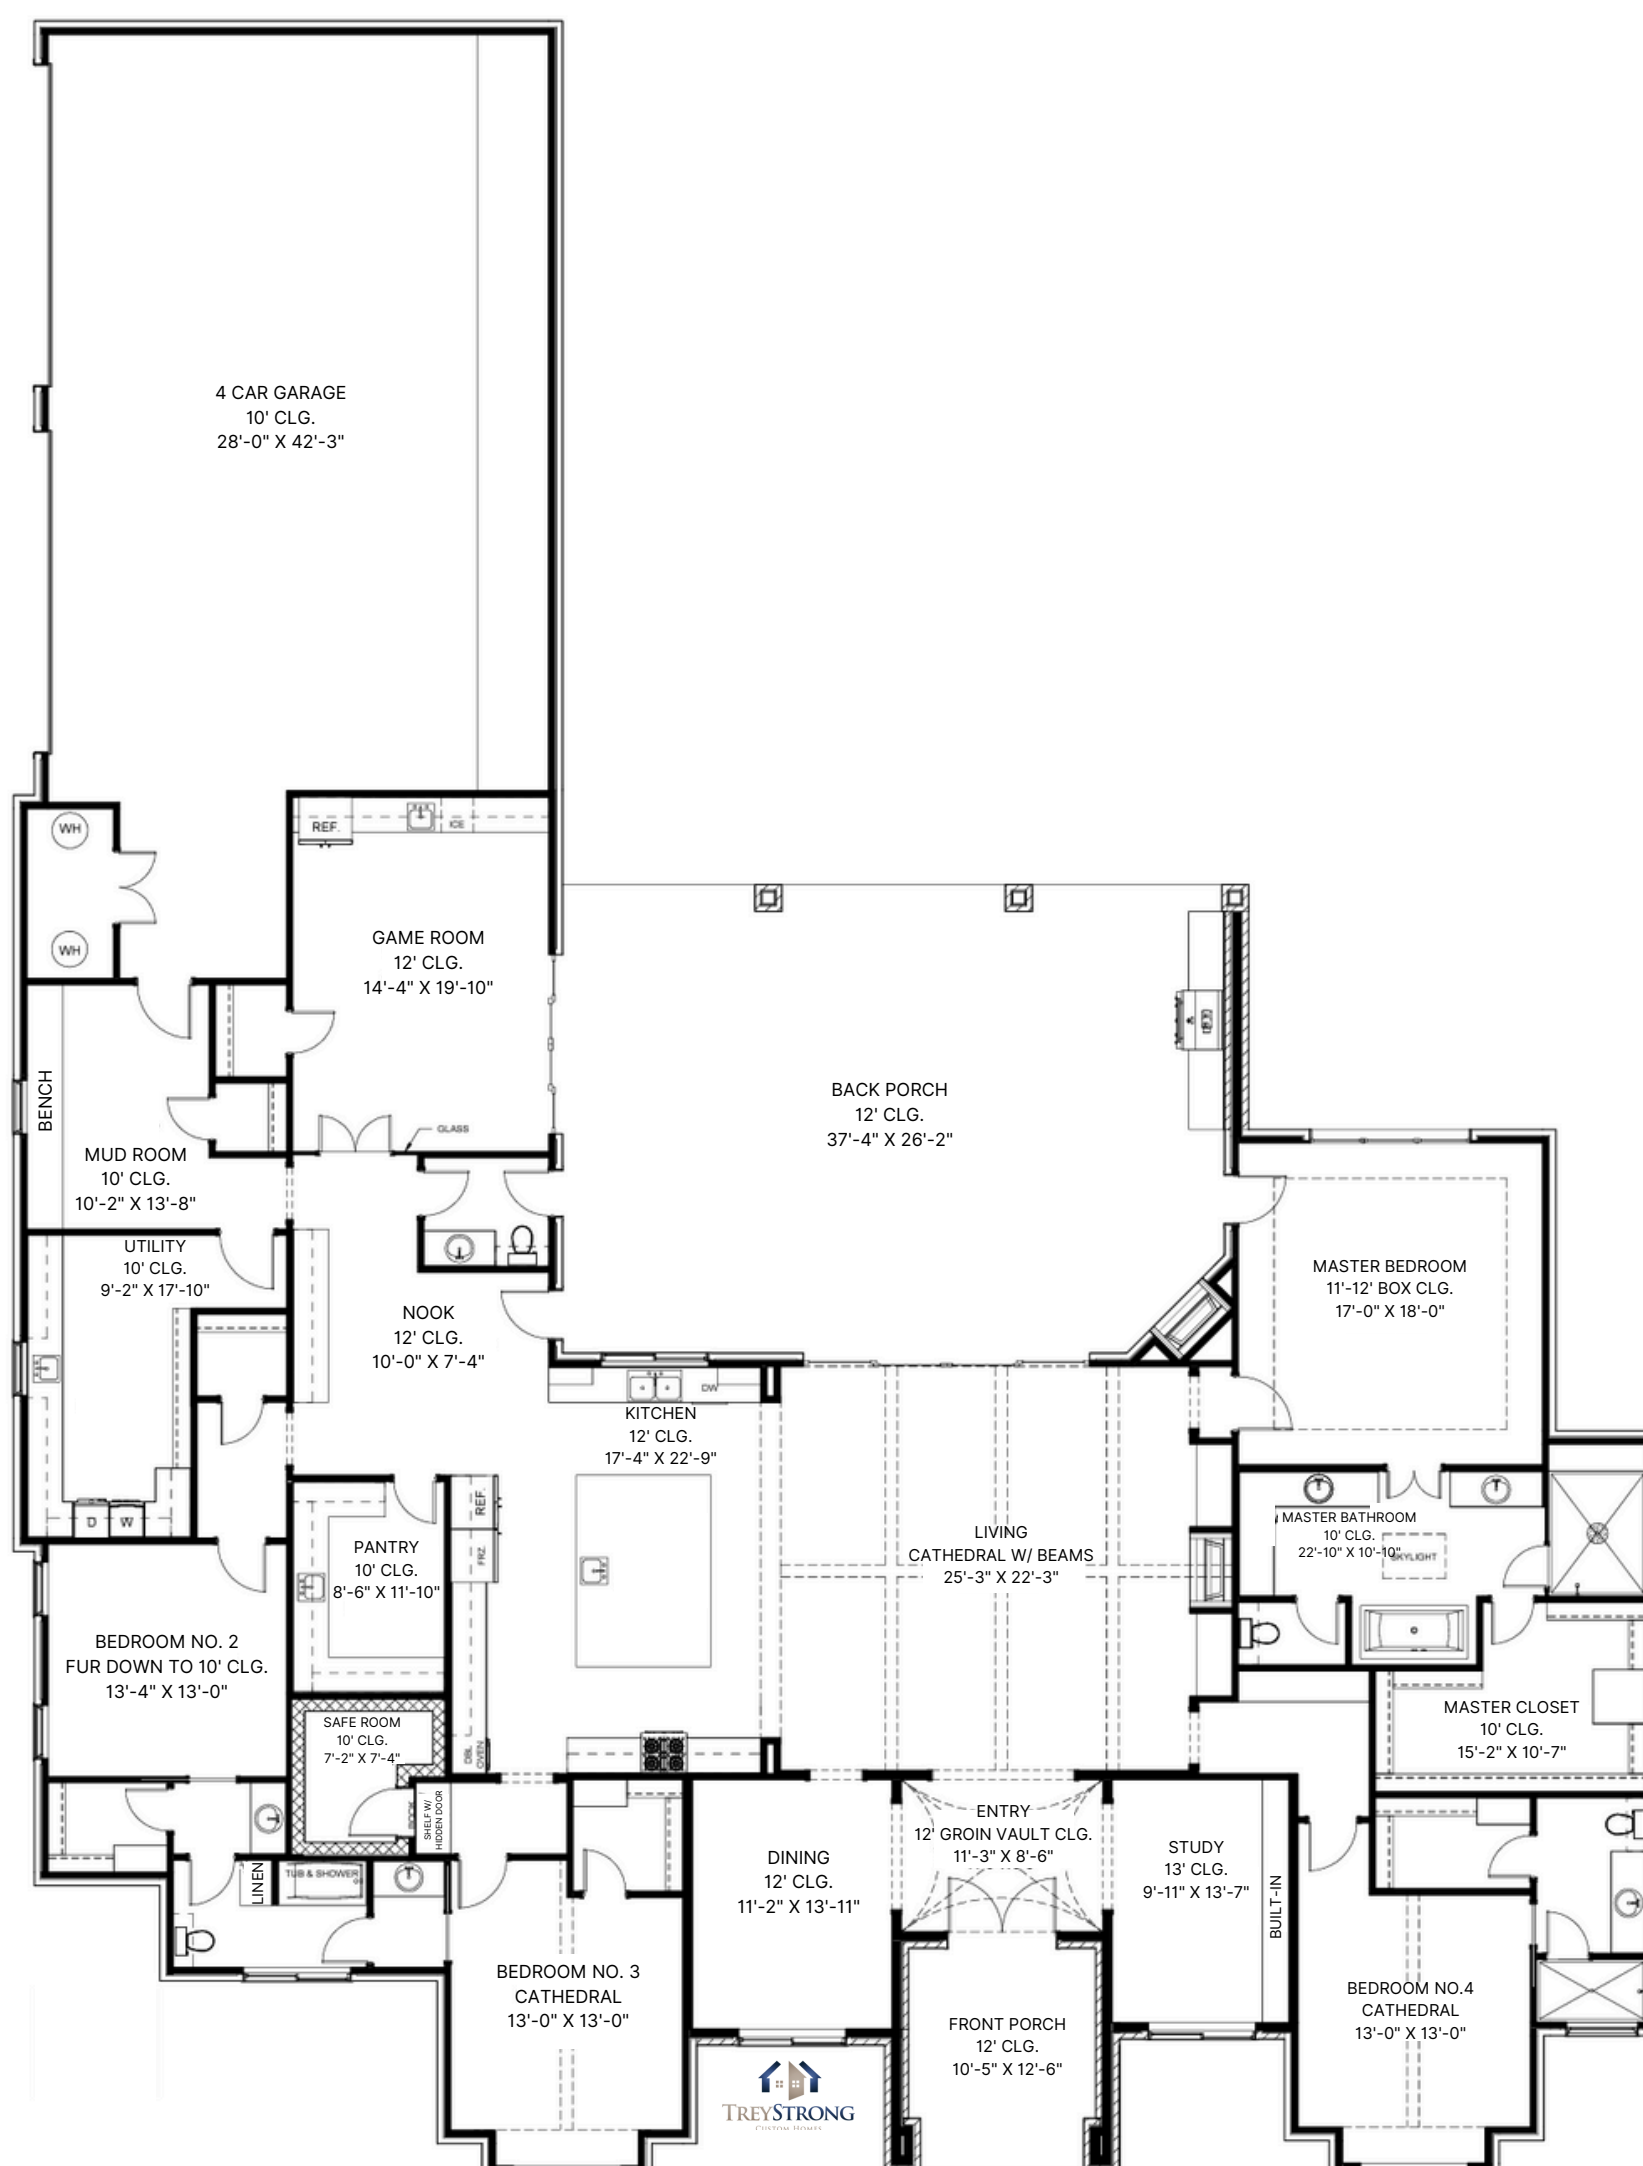 4 CAR GARAGE
10' CLG.
28'-0" X 42'-3"
WH
WH
REF.
ICE
GAME ROOM
12' CLG.
14'-4" X 19'-10"
GLASS
BENCH
MUD ROOM
10' CLG.
10'-2" X 13'-8"
BACK PORCH
12' CLG.
37'-4" X 26'-2"
UTILITY
10' CLG.
9'-2" X 17'-10"
NOOK
12' CLG.
10'-0" X 7'-4"
MASTER BEDROOM
11'-12' BOX CLG.
17'-0" X 18'-0"
DW
KITCHEN
12' CLG.
17'-4" X 22'-9"
REF.
FRZ.
D
W
PANTRY
10' CLG.
8'-6" X 11'-10"
LIVING
CATHEDRAL W/ BEAMS
25'-3" X 22'-3"
MASTER BATHROOM
10' CLG.
22'-10" X 10'-10"
SKYLIGHT
BEDROOM NO. 2
FUR DOWN TO 10' CLG.
13'-4" X 13'-0"
SAFE ROOM
10' CLG.
7'-2" X 7'-4"
DBL
OVEN
MASTER CLOSET
10' CLG.
15'-2" X 10'-7"
SHELF W/
HIDDEN DOOR
ENTRY
12' GROIN VAULT CLG.
11'-3" X 8'-6"
DINING
12' CLG.
11'-2" X 13'-11"
STUDY
13' CLG.
9'-11" X 13'-7"
BUILT-IN
LINEN
TUB & SHOWER
BEDROOM NO. 3
CATHEDRAL
13'-0" X 13'-0"
BEDROOM NO.4
CATHEDRAL
13'-0" X 13'-0"
FRONT PORCH
12' CLG.
10'-5" X 12'-6"
TREYSTRONG
CUSTOM HOMES